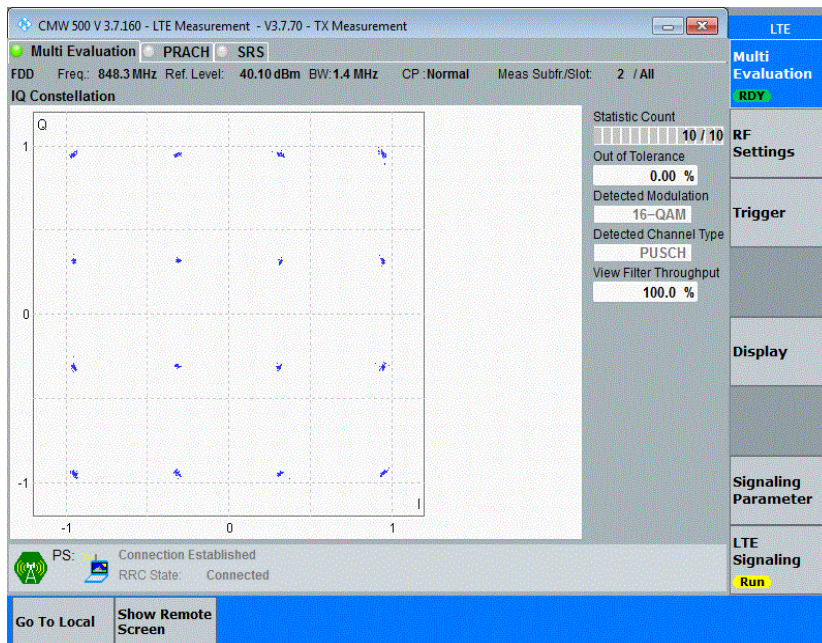 CMW 500 V 3.7.160 - LTE Measurement - V3.7.70 - TX Measurement
LTE
Multi Evaluation PRACH SRS
FDD Freq.: 848.3 MHz Ref. Level: 40.10 dBm BW: 1.4 MHz CP : Normal Meas Subfr./Slot: 2 / All
IQ Constellation
Q
1
0
-1
-1 0 1
I
Statistic Count
10 / 10
Out of Tolerance
0.00 %
Detected Modulation
16-QAM
Detected Channel Type
PUSCH
View Filter Throughput
100.0 %
Multi
Evaluation
RDY
RF
Settings
Trigger
Display
Signaling
Parameter
LTE
Signaling
Run
PS: Connection Established
RRC State: Connected
Go To Local
Show Remote
Screen